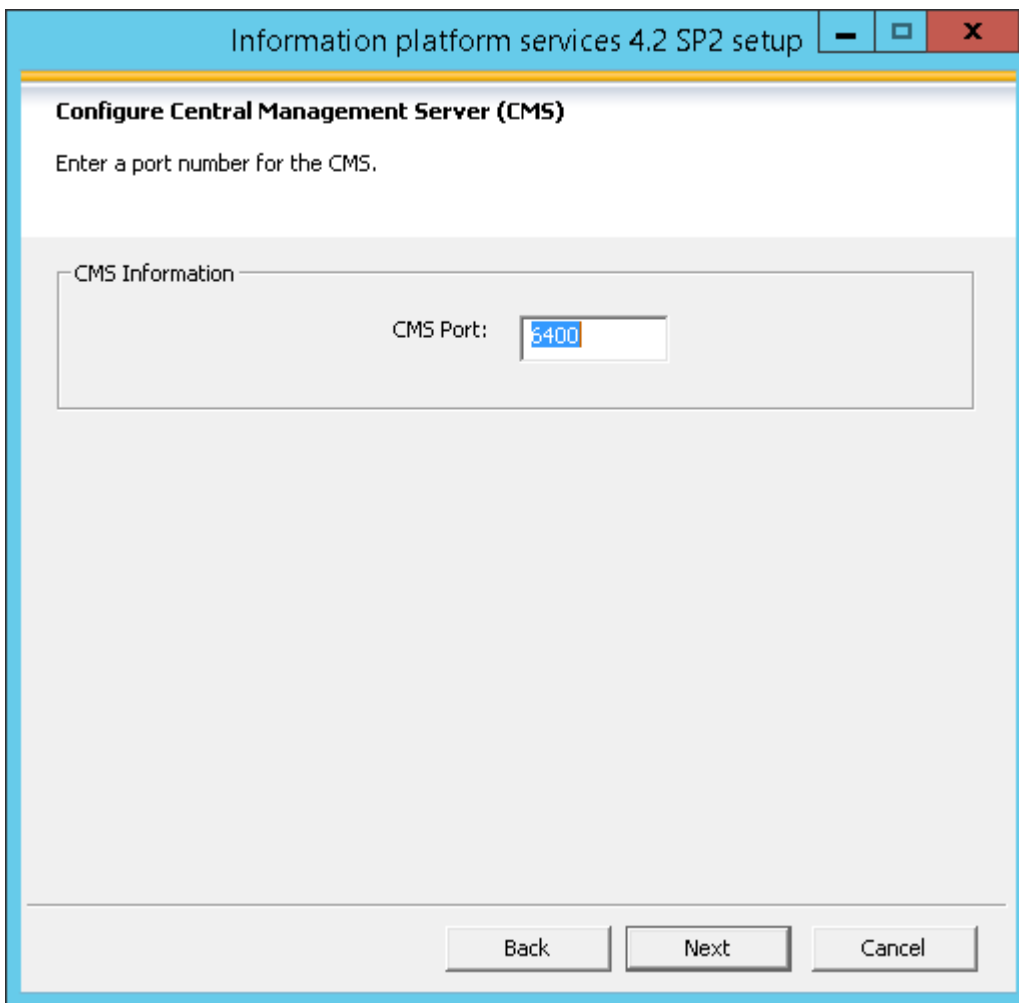 Information platform services 4.2 SP2 setup
Configure Central Management Server (CMS)
Enter a port number for the CMS.
CMS Information
CMS Port: 6400
Back Next Cancel